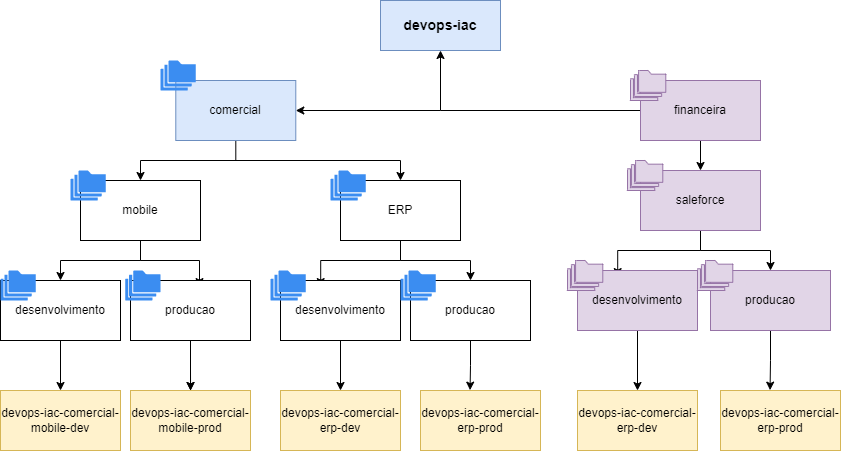 devops-iac
comercial
financeira
mobile
ERP
saleforce
desenvolvimento
producao
desenvolvimento
producao
desenvolvimento
producao
devops-iac-comercial-
mobile-dev
devops-iac-comercial-
mobile-prod
devops-iac-comercial-
erp-dev
devops-iac-comercial-
erp-prod
devops-iac-comercial-
erp-dev
devops-iac-comercial-
erp-prod